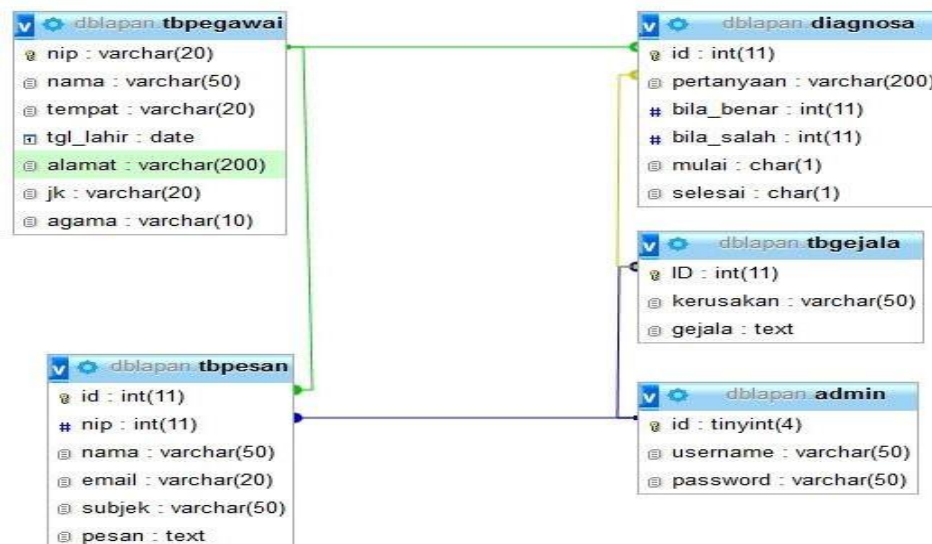 dblapan tbpegawai
nip : varchar(20)
nama : varchar(50)
tempat : varchar(20)
tgl_lahir : date
alamat : varchar(200)
jk : varchar(20)
agama : varchar(10)
dblapan diagnosa
id : int(11)
pertanyaan : varchar(200)
# bila_benar : int(11)
# bila_salah : int(11)
mulai : char(1)
selesai : char(1)
dblapan tbgejala
ID : int(11)
kerusakan : varchar(50)
gejala : text
dblapan tbpesan
id : int(11)
# nip : int(11)
nama : varchar(50)
email : varchar(20)
subjek : varchar(50)
pesan : text
dblapan admin
id : tinyint(4)
username : varchar(50)
password : varchar(50)